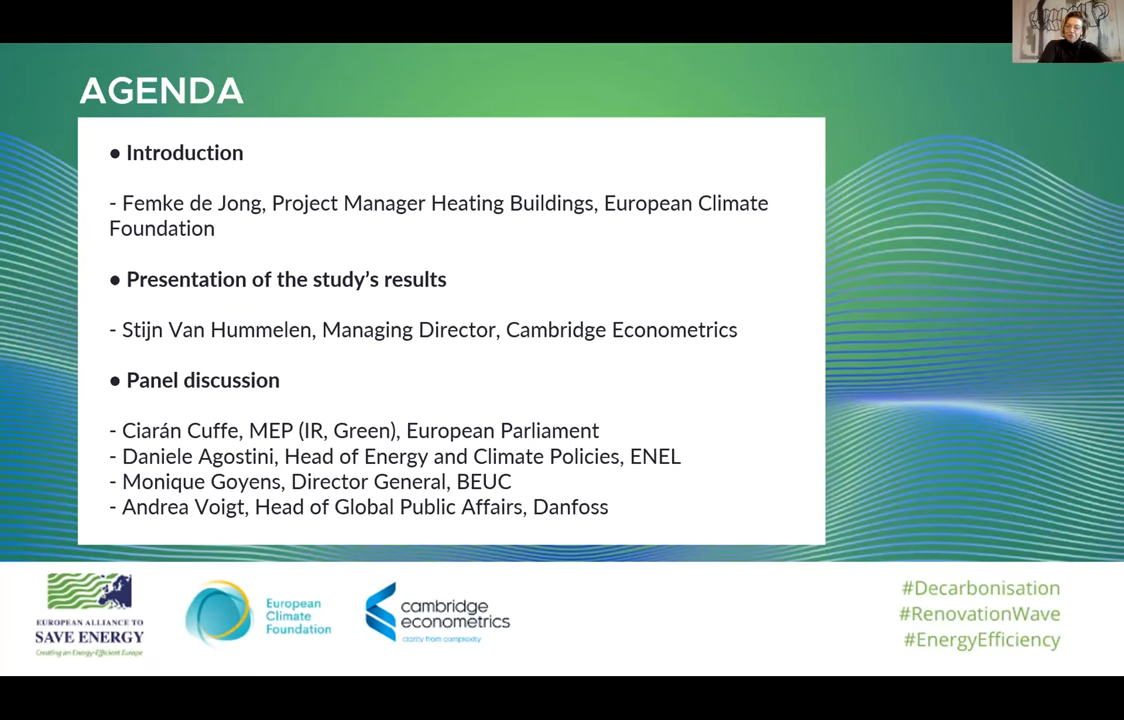 AGENDA
● Introduction
- Femke de Jong, Project Manager Heating Buildings, European Climate
Foundation
● Presentation of the study’s results
- Stijn Van Hummelen, Managing Director, Cambridge Econometrics
● Panel discussion
- Ciarán Cuffe, MEP (IR, Green), European Parliament
- Daniele Agostini, Head of Energy and Climate Policies, ENEL
- Monique Goyens, Director General, BEUC
- Andrea Voigt, Head of Global Public Affairs, Danfoss
EUROPEAN ALLIANCE TO
SAVE ENERGY
Creating an Energy-Efficient Europe
European
Climate
Foundation
cambridge
econometrics
clarity from complexity
#Decarbonisation
#RenovationWave
#EnergyEfficiency